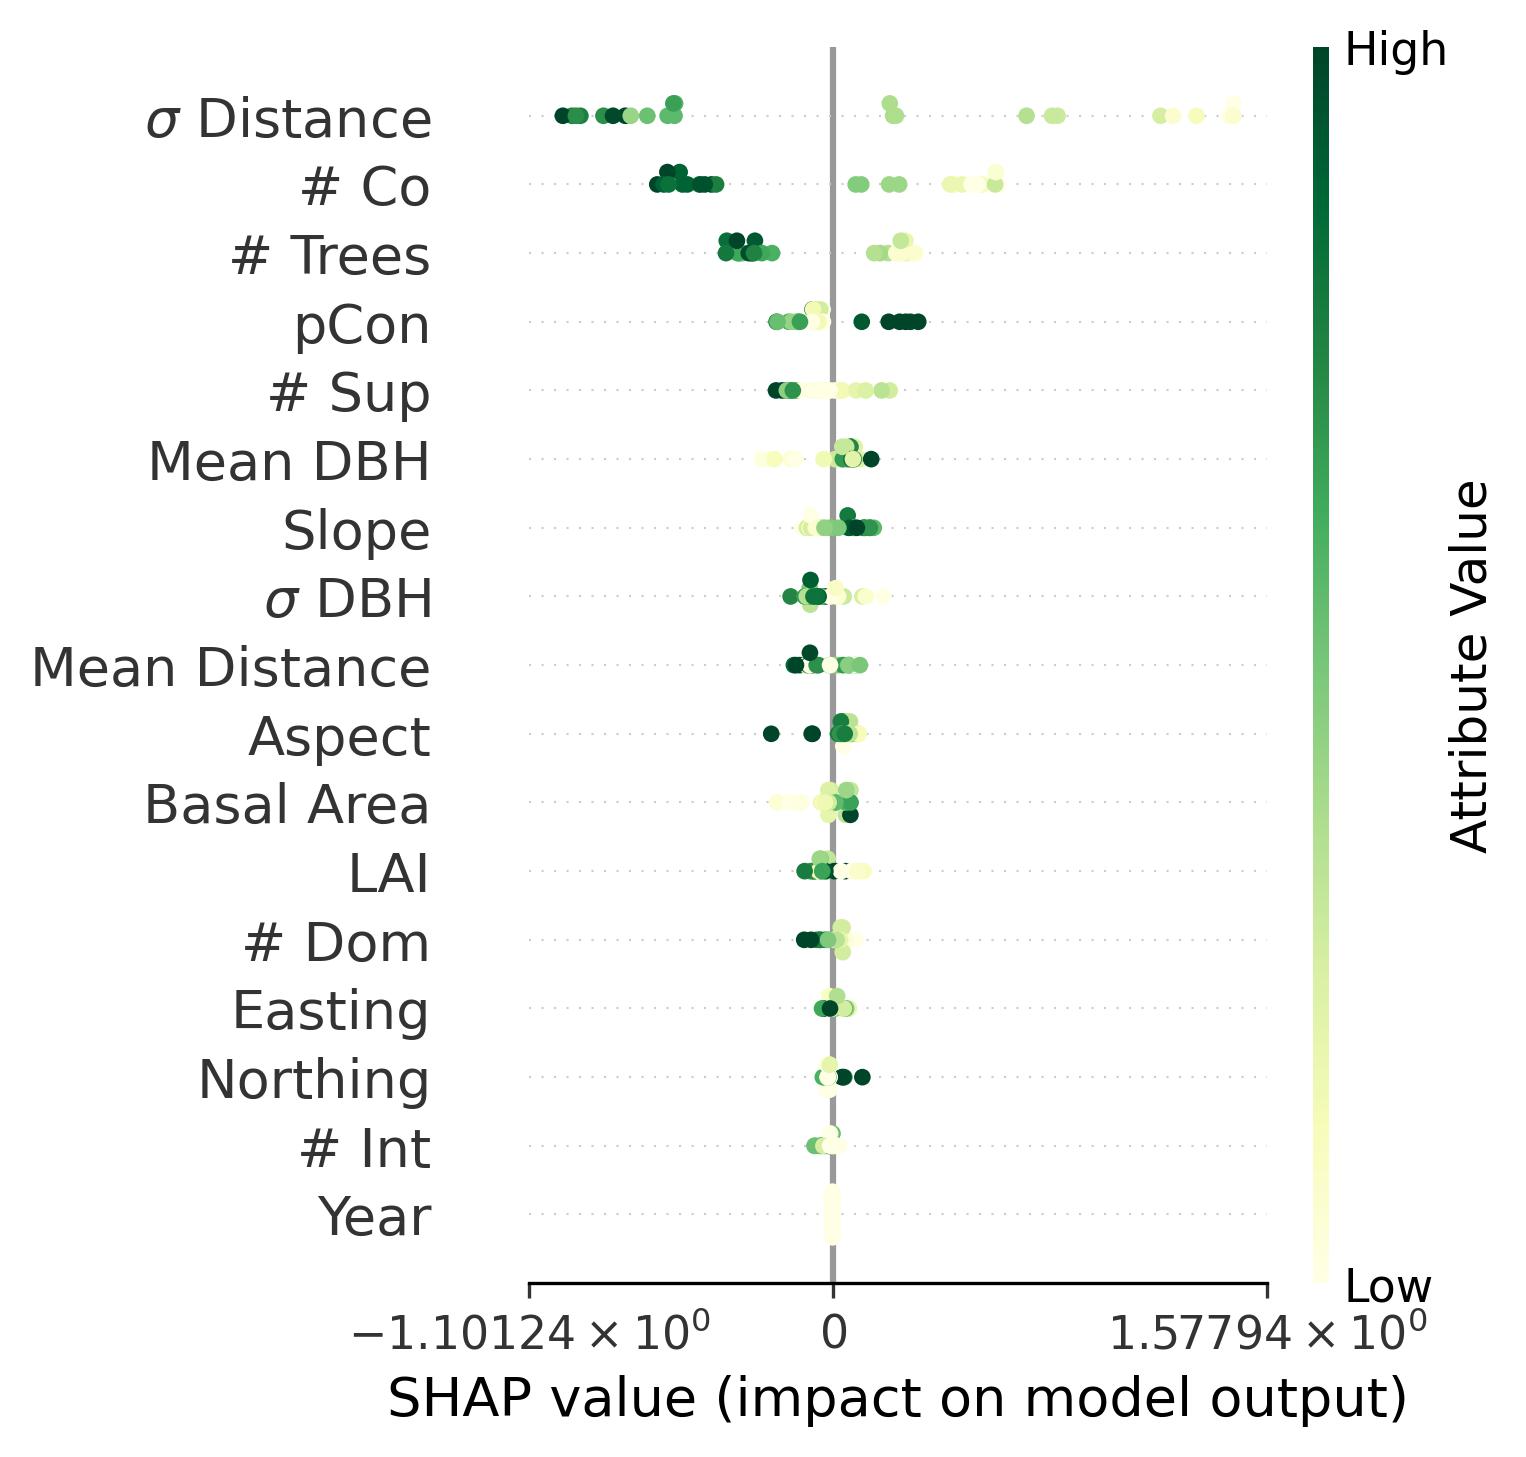 High
σ Distance
# Co
# Trees
pCon
# Sup
Mean DBH
Slope
σ DBH
Mean Distance
Aspect
Basal Area
LAI
# Dom
Easting
Northing
# Int
Year
Attribute Value
Low
−1.10124 × 10⁰ 0 1.57794 × 10⁰
SHAP value (impact on model output)